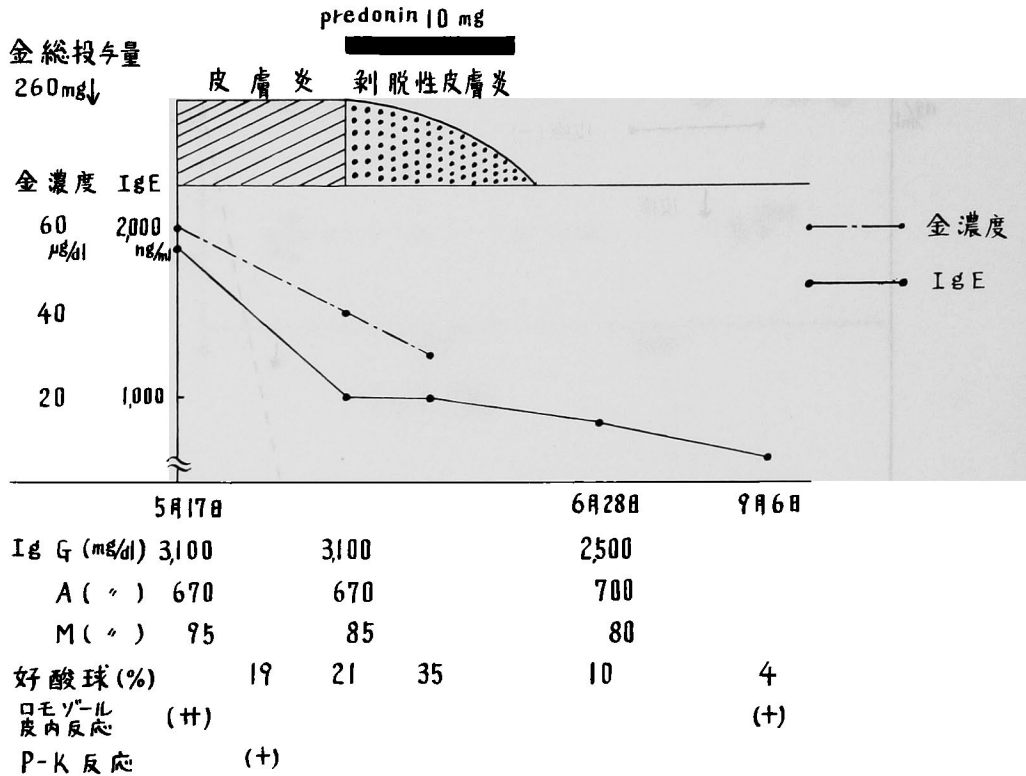 predonin 10 mg
金総投与量
260mg↓
皮膚炎 剥脱性皮膚炎
金濃度 IgE
60 2,000
μg/dl ng/ml
金濃度
IgE
40
20 1,000
5月17日 6月28日 9月6日
Ig G (mg/dl) 3,100 3,100 2,500
A ( 〃 ) 670 670 700
M ( 〃 ) 95 85 80
好酸球(%) 19 21 35 10 4
ロモゾール
皮内反応 (++) (+)
P-K 反応 (+)